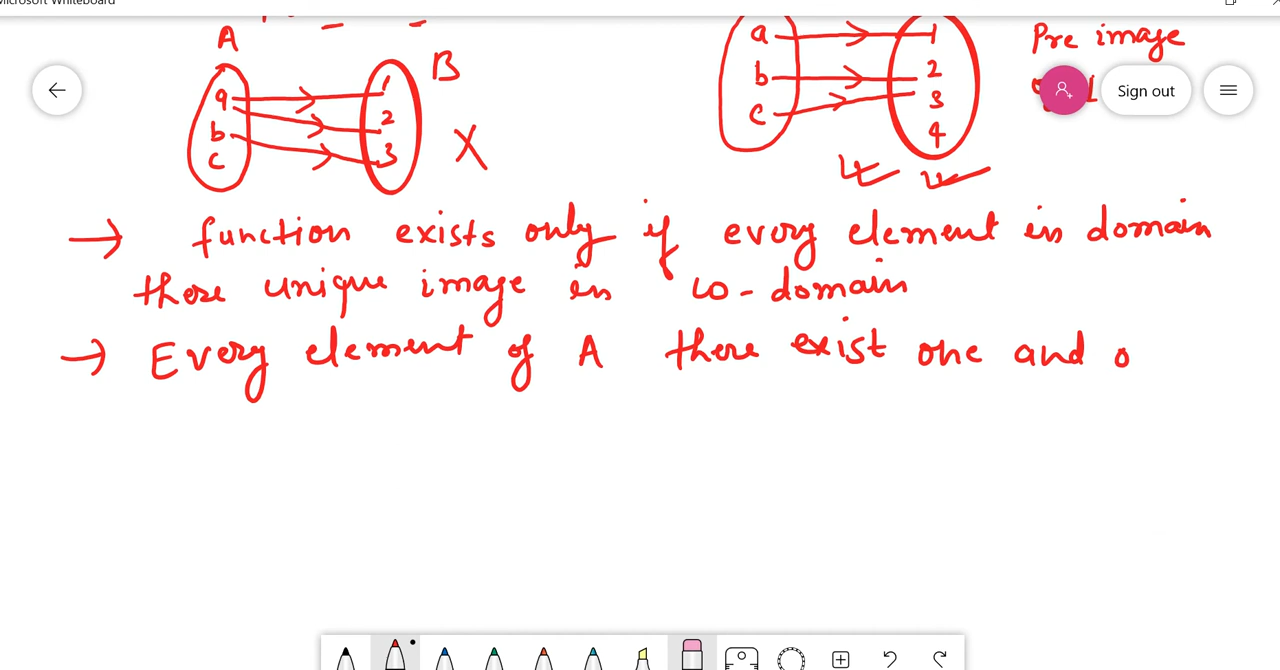 Microsoft Whiteboard
A
B
a
b
c
1
2
3
X
a
b
c
1
2
3
4
Pre image
Sign out
→ function exists only if every element in domain
there unique image in co-domain
→ Every element of A there exist one and o